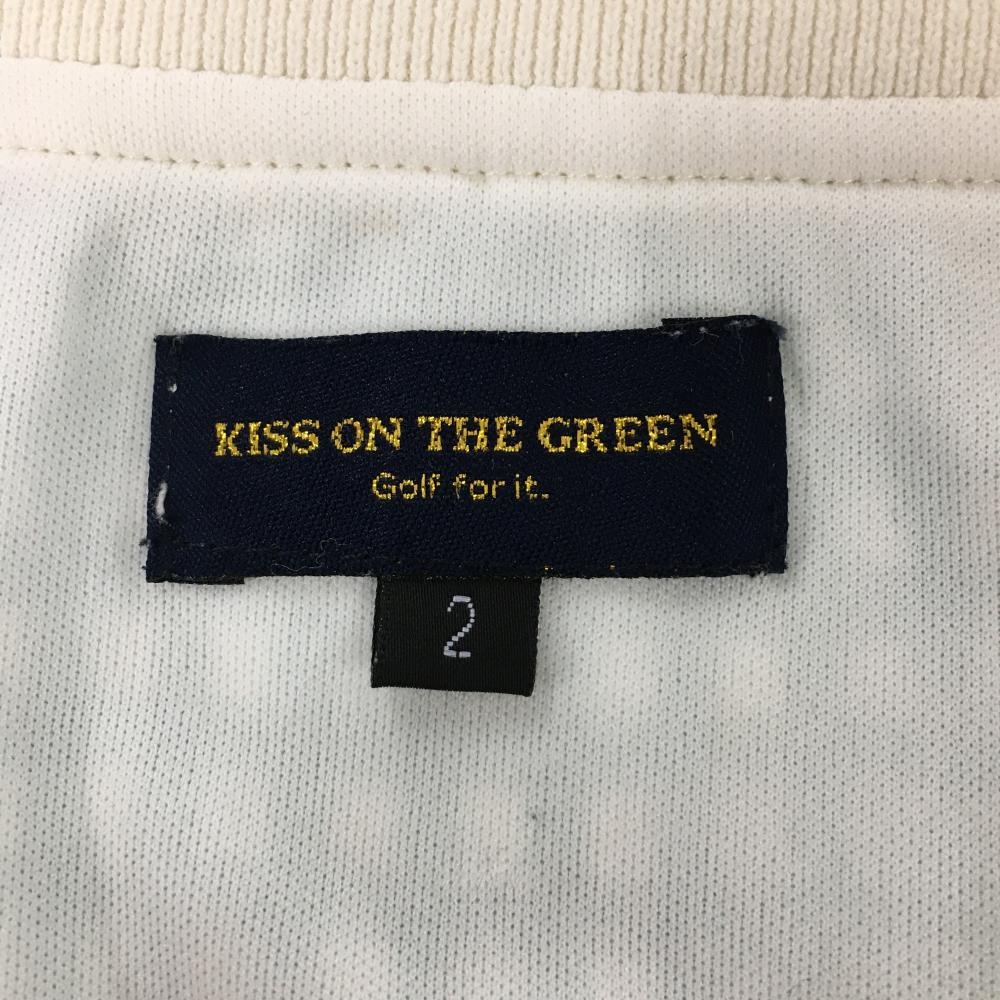 KISS ON THE GREEN
Golf for it.
2